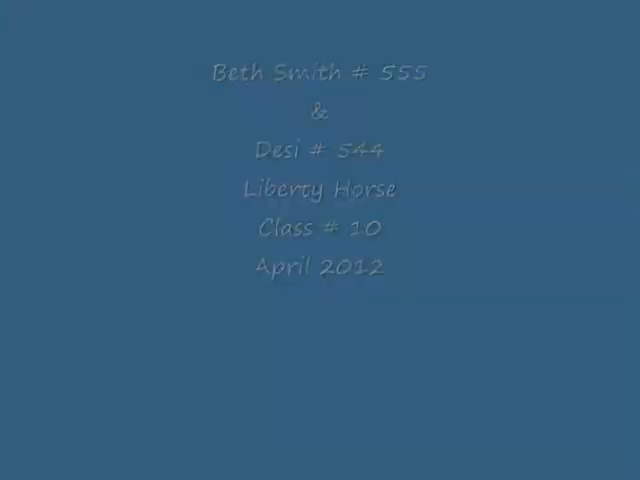 Beth Smith # 555
&
Desi # 544
Liberty Horse
Class # 10
April 2012